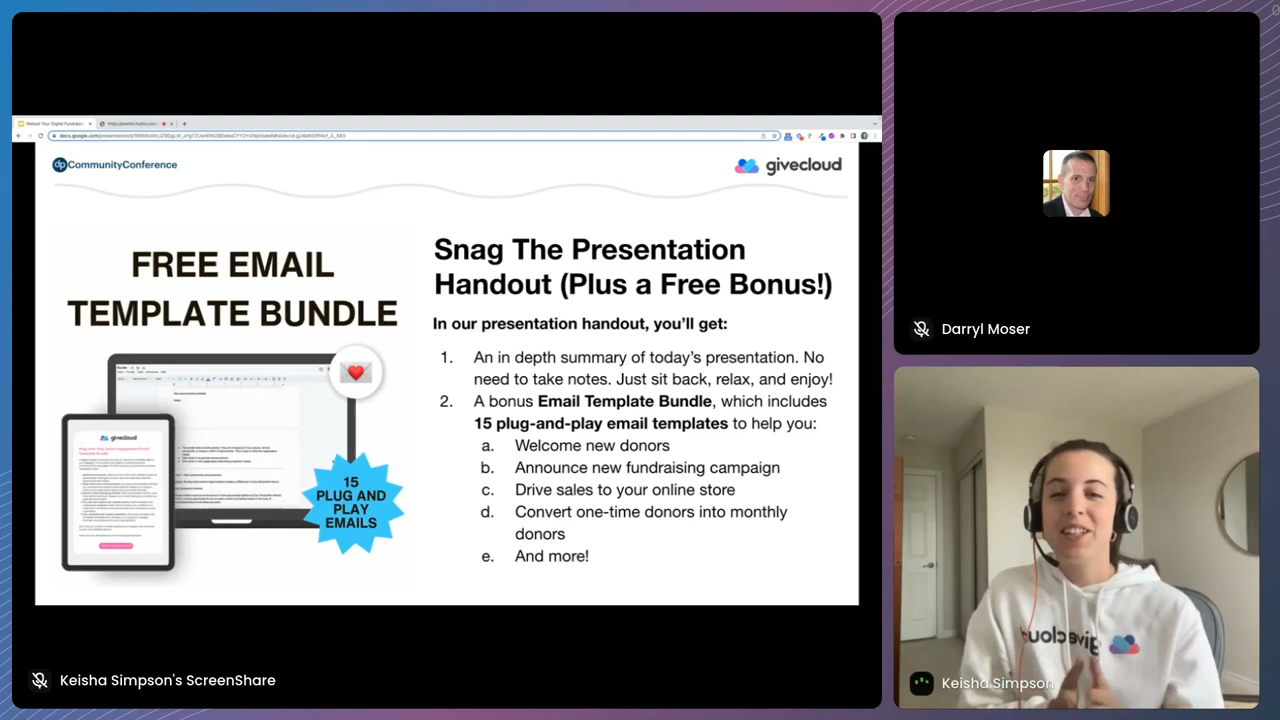 dpCommunityConference
givecloud
FREE EMAIL
TEMPLATE BUNDLE
givecloud
15
PLUG AND
PLAY
EMAILS
Snag The Presentation
Handout (Plus a Free Bonus!)
In our presentation handout, you’ll get:
1. An in depth summary of today’s presentation. No
need to take notes. Just sit back, relax, and enjoy!
2. A bonus Email Template Bundle, which includes
15 plug-and-play email templates to help you:
a. Welcome new donors
b. Announce new fundraising campaign
c. Drive sales to your online store
d. Convert one-time donors into monthly
donors
e. And more!
Keisha Simpson's ScreenShare
Darryl Moser
givecloud
Keisha Simpson